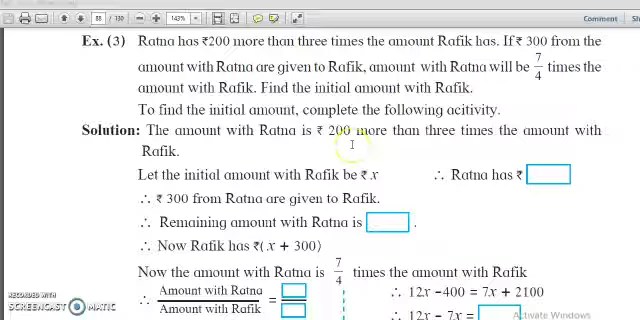 88 / 130 143% Comment Share
Ex. (3) Ratna has ₹200 more than three times the amount Rafik has. If ₹ 300 from the
amount with Ratna are given to Rafik, amount with Ratna will be 7/4 times the
amount with Rafik. Find the initial amount with Rafik.
To find the initial amount, complete the following acitivity.
Solution: The amount with Ratna is ₹ 200 more than three times the amount with
Rafik.
Let the initial amount with Rafik be ₹ x ∴ Ratna has ₹
∴ ₹ 300 from Ratna are given to Rafik.
∴ Remaining amount with Ratna is .
∴ Now Rafik has ₹( x + 300)
Now the amount with Ratna is 7/4 times the amount with Rafik
∴ Amount with Ratna / Amount with Rafik = ∴ 12x −400 = 7x + 2100
∴ 12x − 7x =
RECORDED WITH
SCREENCAST MATIC
Activate Windows